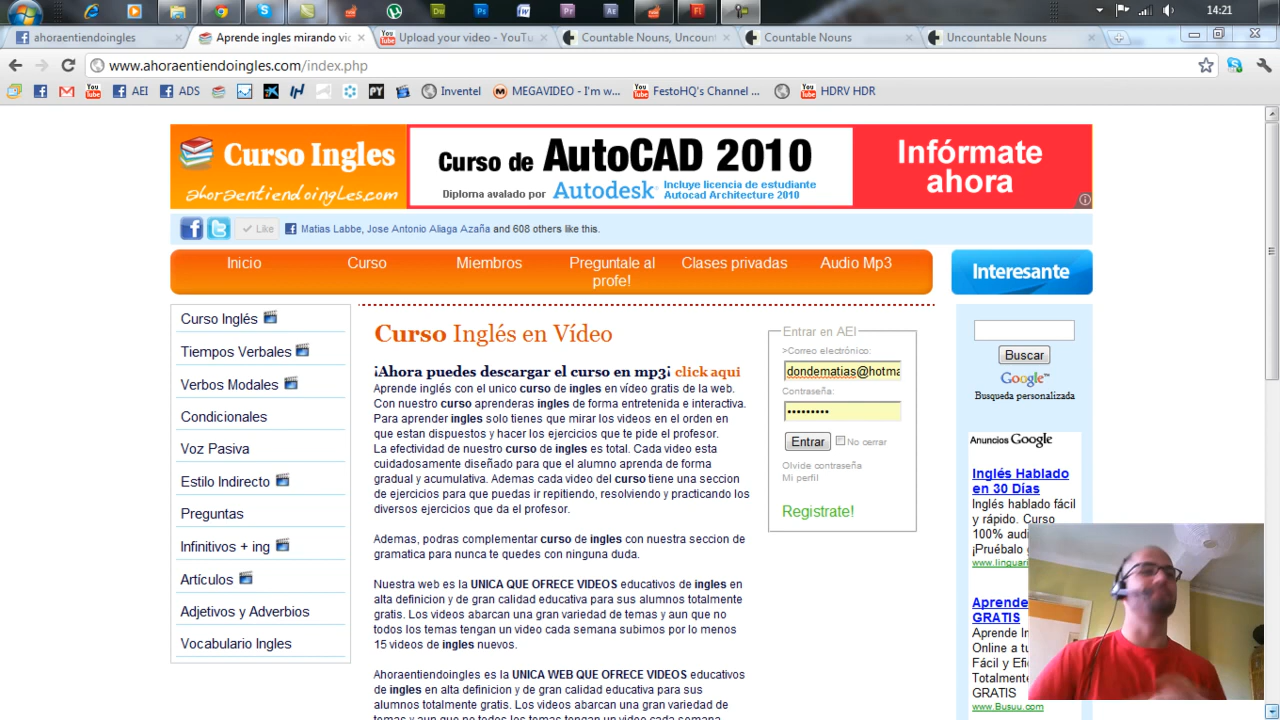 14:21
ahoraentiendoingles
Aprende ingles mirando vi
Upload your video - YouTu
Countable Nouns, Uncount
Countable Nouns
Uncountable Nouns
www.ahoraentiendoingles.com/index.php
AEI
ADS
Inventel
MEGAVIDEO - I'm w...
FestoHQ's Channel ...
HDRV HDR
Curso Ingles
ahoraentiendoingles.com
Curso de AutoCAD 2010
Diploma avalado por Autodesk
Incluye licencia de estudiante
Autocad Architecture 2010
Infórmate
ahora
Like
Matias Labbe, Jose Antonio Aliaga Azaña and 608 others like this.
Inicio
Curso
Miembros
Preguntale al
profe!
Clases privadas
Audio Mp3
Interesante
Curso Inglés
Tiempos Verbales
Verbos Modales
Condicionales
Voz Pasiva
Estilo Indirecto
Preguntas
Infinitivos + ing
Artículos
Adjetivos y Adverbios
Vocabulario Ingles
Curso Inglés en Vídeo
¡Ahora puedes descargar el curso en mp3¡ click aqui
Aprende inglés con el unico curso de ingles en vídeo gratis de la web.
Con nuestro curso aprenderas ingles de forma entretenida e interactiva.
Para aprender ingles solo tienes que mirar los videos en el orden en
que estan dispuestos y hacer los ejercicios que te pide el profesor.
La efectividad de nuestro curso de ingles es total. Cada video esta
cuidadosamente diseñado para que el alumno aprenda de forma
gradual y acumulativa. Ademas cada video del curso tiene una seccion
de ejercicios para que puedas ir repitiendo, resolviendo y practicando los
diversos ejercicios que da el profesor.
Ademas, podras complementar curso de ingles con nuestra seccion de
gramatica para nunca te quedes con ninguna duda.
Nuestra web es la UNICA QUE OFRECE VIDEOS educativos de ingles en
alta definicion y de gran calidad educativa para sus alumnos totalmente
gratis. Los videos abarcan una gran variedad de temas y aun que no
todos los temas tengan un video cada semana subimos por lo menos
15 videos de ingles nuevos.
Ahoraentiendoingles es la UNICA WEB QUE OFRECE VIDEOS educativos
de ingles en alta definicion y de gran calidad educativa para sus
alumnos totalmente gratis. Los videos abarcan una gran variedad de
temas y aun que no todos los temas tengan un video cada semana
Entrar en AEI
>Correo electrónico:
dondematias@hotma
Contraseña:
•••••••••
Entrar
No cerrar
Olvide contraseña
Mi perfil
Registrate!
Buscar
Google™
Busqueda personalizada
Anuncios Google
Inglés Hablado
en 30 Días
Inglés hablado fácil
y rápido. Curso
100% audi
¡Pruébalo
www.linguari
Aprende
GRATIS
Aprende In
Online a tu
Fácil y Efi
Totalmente
GRATIS
www.Busuu.com